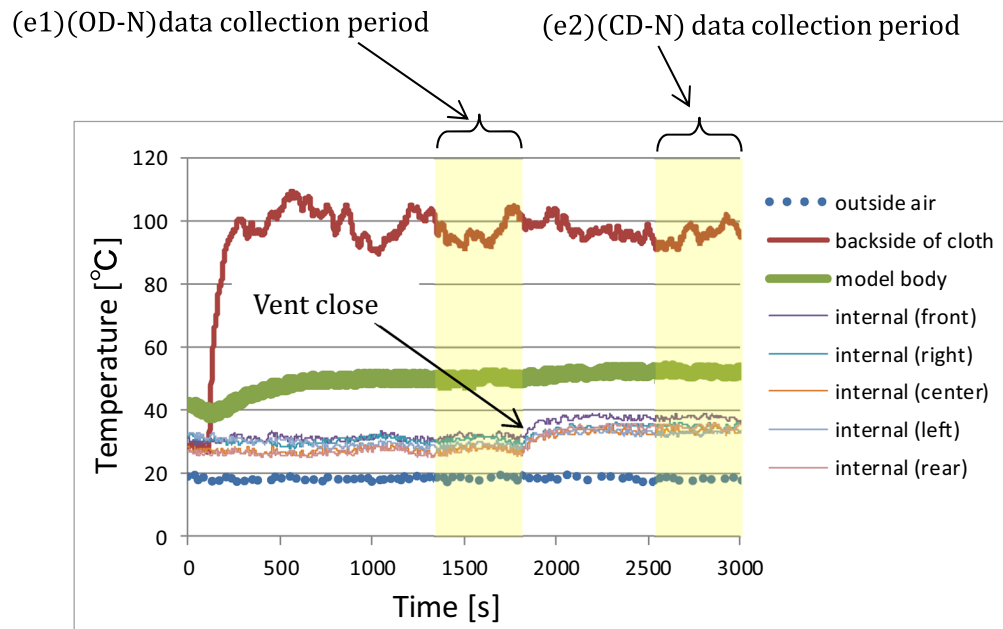 (e1)(OD-N)data collection period
(e2)(CD-N) data collection period
120
100
80
60
40
20
0
Temperature [℃]
Vent close
0 500 1000 1500 2000 2500 3000
Time [s]
outside air
backside of cloth
model body
internal (front)
internal (right)
internal (center)
internal (left)
internal (rear)